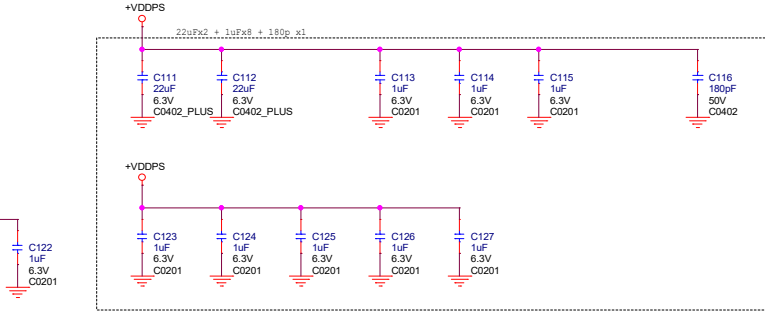 +VDDPS
22uFx2 + 1uFx8 + 180p x1
C111
22uF
6.3V
C0402_PLUS
C112
22uF
6.3V
C0402_PLUS
C113
1uF
6.3V
C0201
C114
1uF
6.3V
C0201
C115
1uF
6.3V
C0201
C116
180pF
50V
C0402
+VDDPS
C122
1uF
6.3V
C0201
C123
1uF
6.3V
C0201
C124
1uF
6.3V
C0201
C125
1uF
6.3V
C0201
C126
1uF
6.3V
C0201
C127
1uF
6.3V
C0201